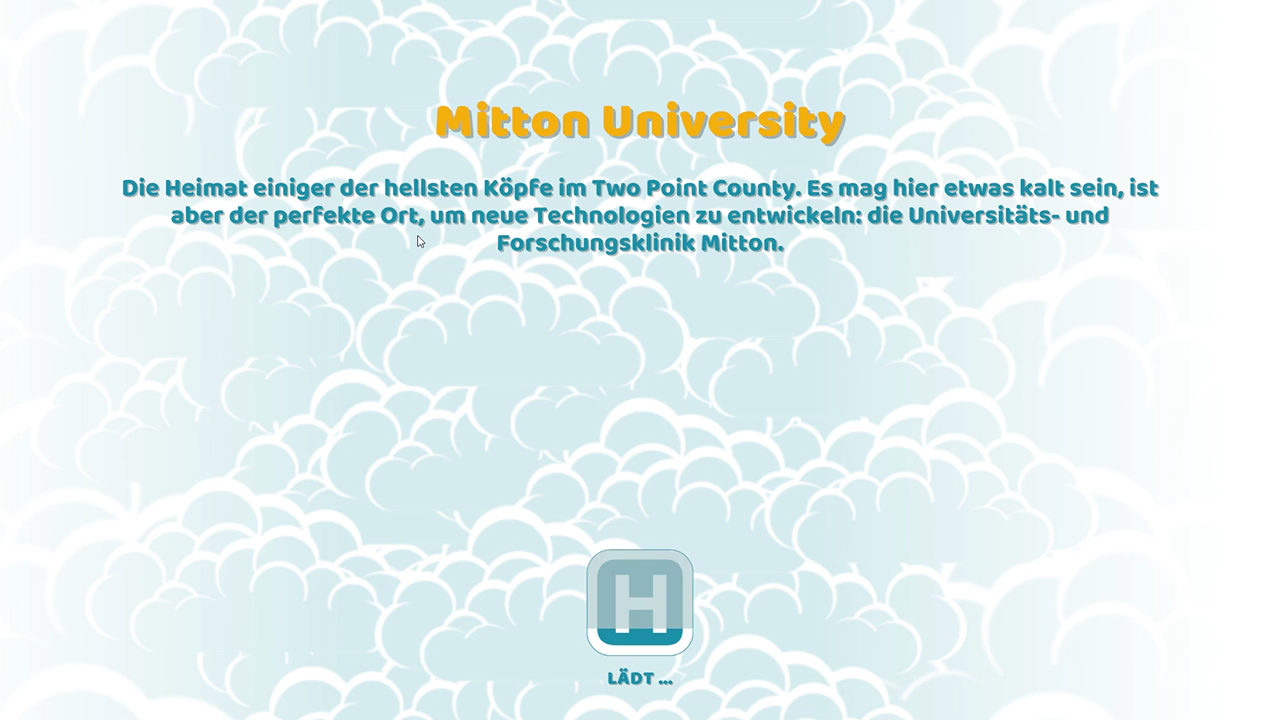 Mitton University
Die Heimat einiger der hellsten Köpfe im Two Point County. Es mag hier etwas kalt sein, ist
aber der perfekte Ort, um neue Technologien zu entwickeln: die Universitäts- und
Forschungsklinik Mitton.
H
LÄDT ...